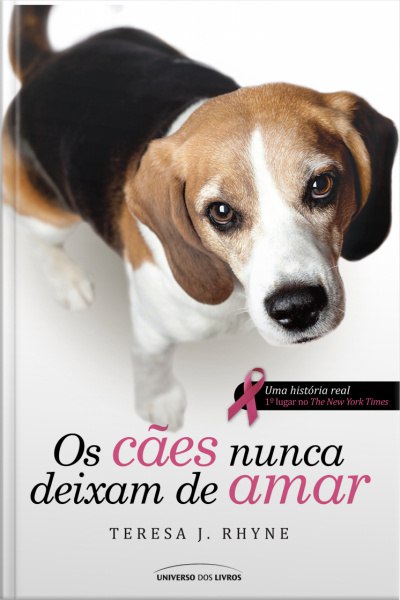 Uma história real
1º lugar no The New York Times
Os cães nunca
deixam de amar
TERESA J. RHYNE
UNIVERSO DOS LIVROS